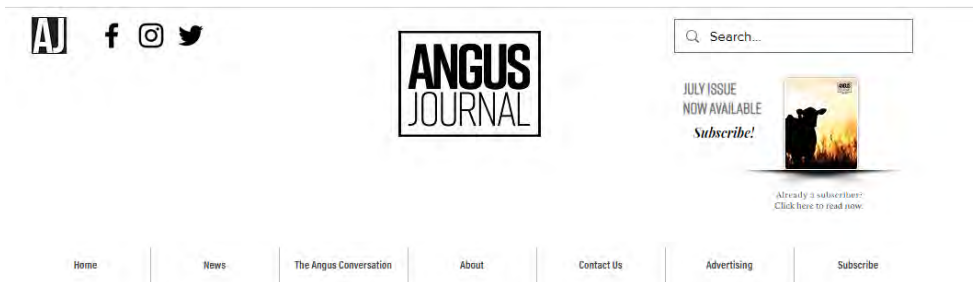 AJ
ANGUS
JOURNAL
Search...
JULY ISSUE
NOW AVAILABLE
Subscribe!
Already a subscriber?
Click here to read now.
Home
News
The Angus Conversation
About
Contact Us
Advertising
Subscribe